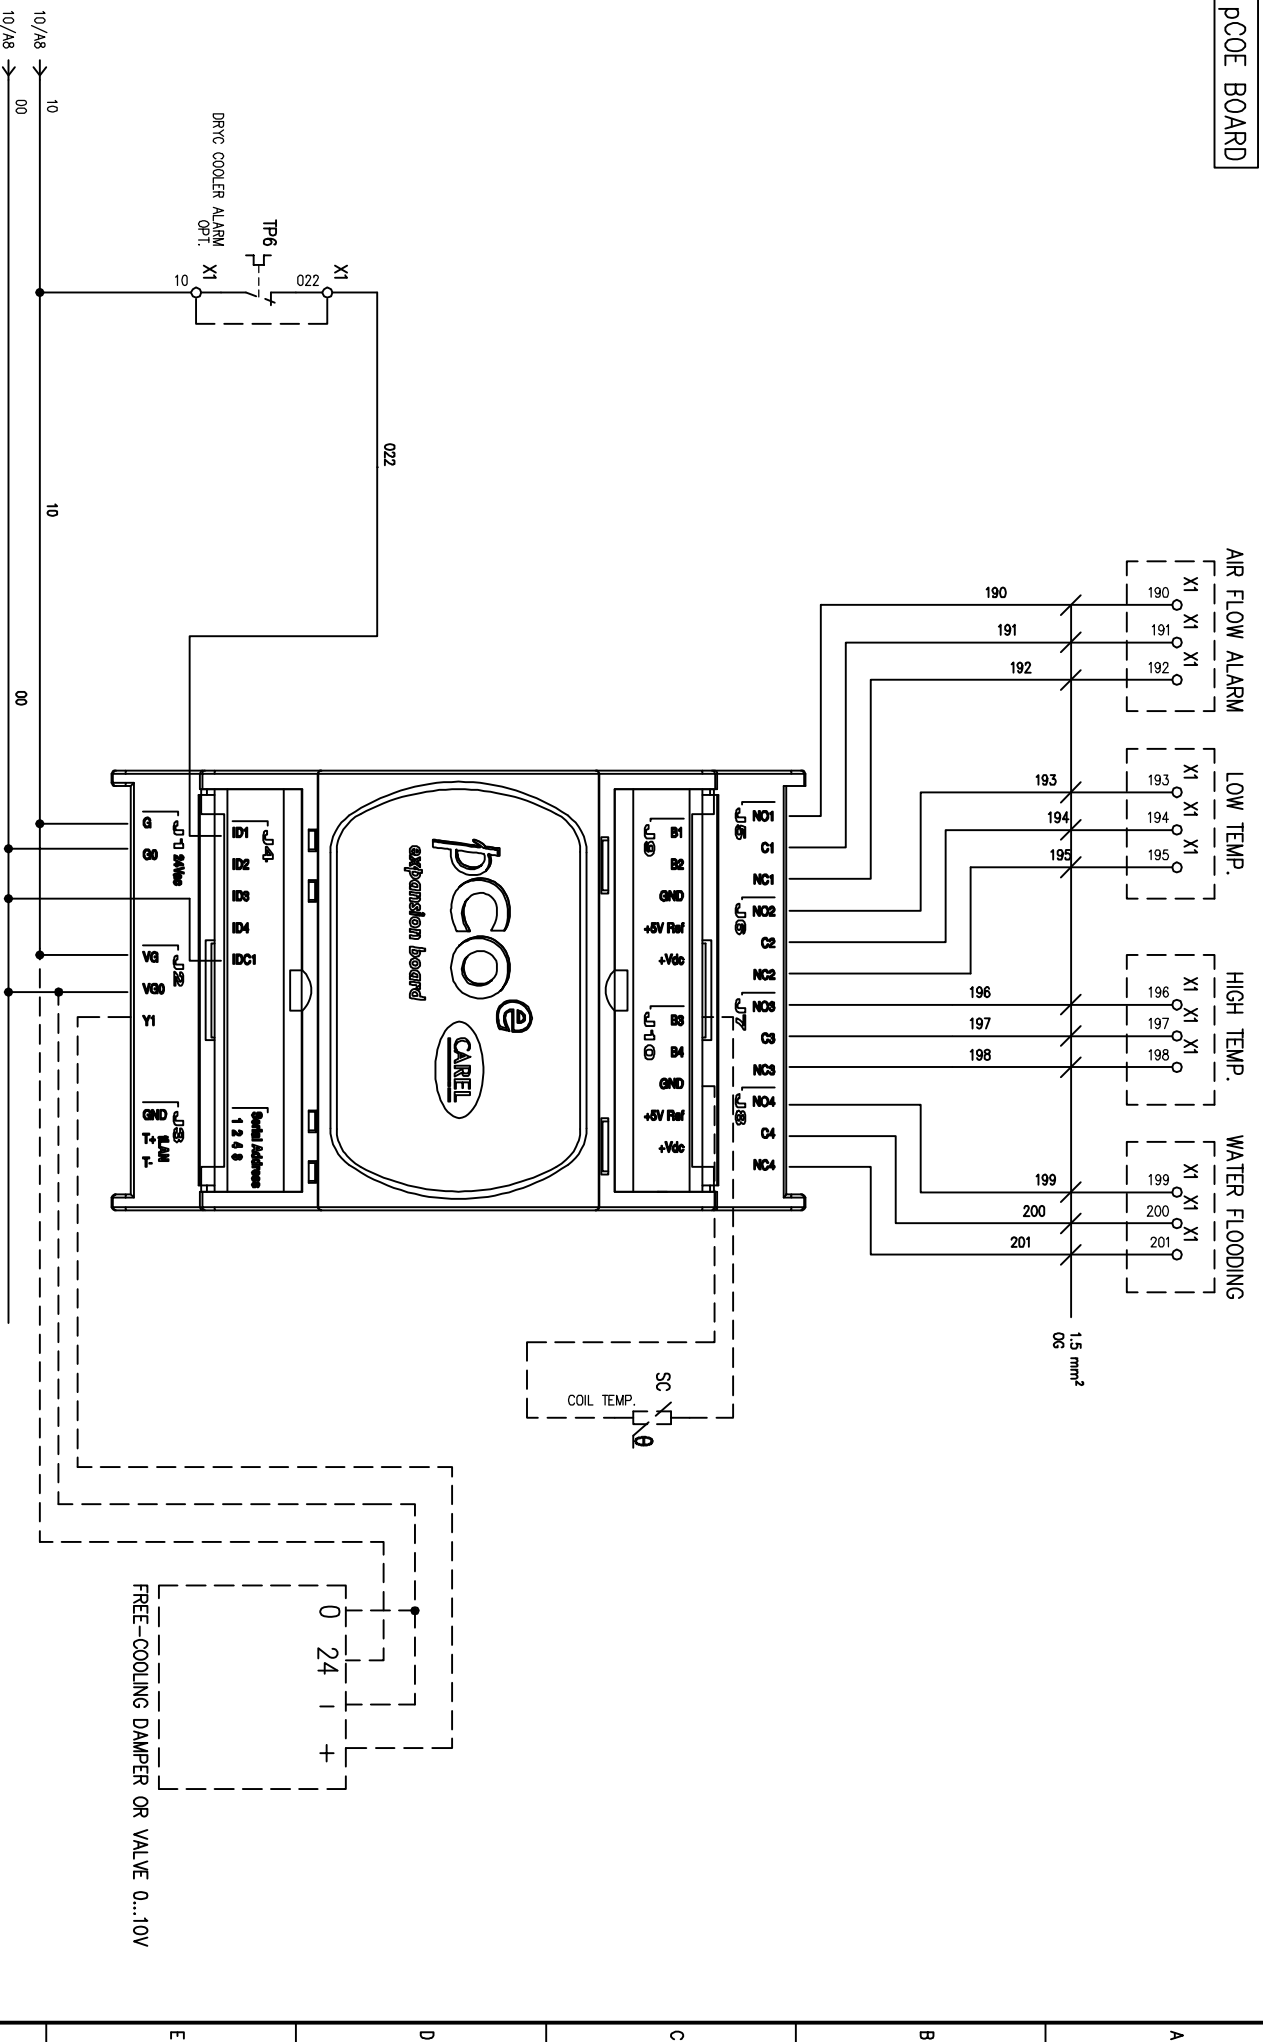 pCOE BOARD
AIR FLOW ALARM
LOW TEMP.
HIGH TEMP.
WATER FLOODING
X1 X1 X1
190 191 192
X1 X1 X1
193 194 195
X1 X1 X1
196 197 198
X1 X1 X1
199 200 201
1.5 mm²
OG
190
191
192
193
194
195
196
197
198
199
200
201
J5 J6 J7 J8
NO1 C1 NC1 NO2 C2 NC2 NO3 C3 NC3 NO4 C4 NC4
B1 B2 GND +5V Ref +Vdc B3 B4 GND +5V Ref +Vdc
J9 J10
SC
θ
COIL TEMP.
pCOe
expansion board
CAREL
022
X1
022
TP6
DRYC COOLER ALARM
OPT.
X1
10
J4
ID1 ID2 ID3 ID4 IDC1
Serial Address
1 2 4 8
J1 24Vac J2 J3
tLAN
G G0 VG VG0 Y1 GND T+ T-
0 24 - +
FREE-COOLING DAMPER OR VALVE 0...10V
10/A8
10
10
10/A8
00
00
A
B
C
D
E